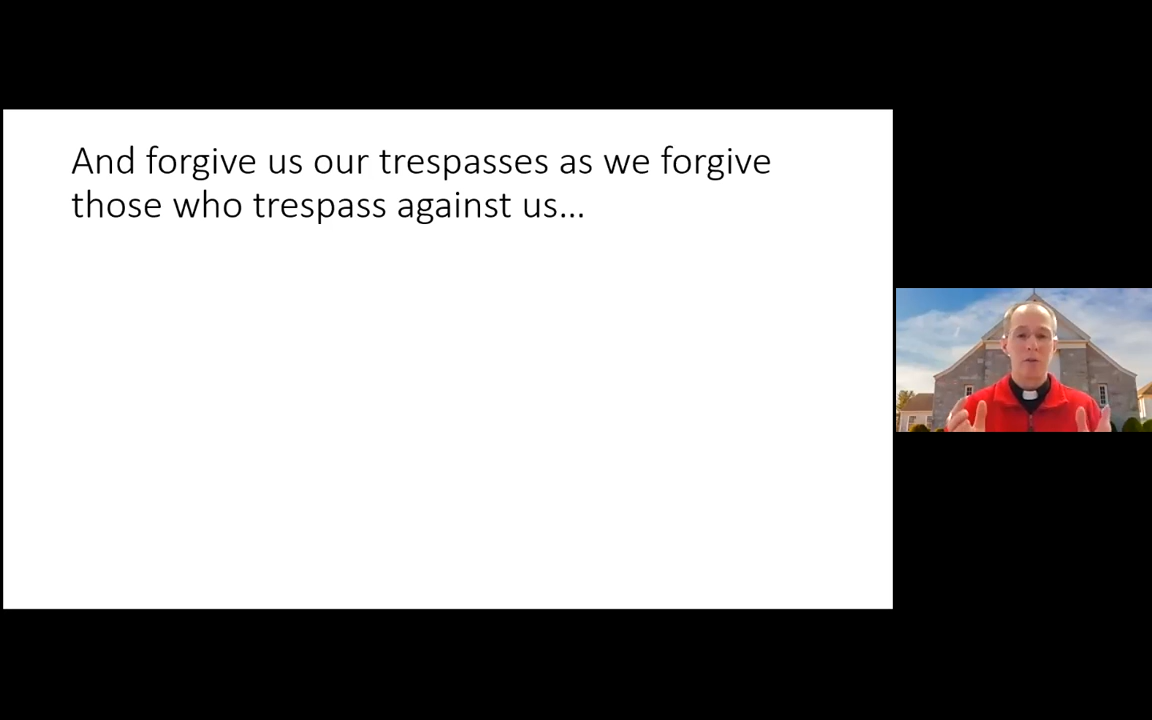 And forgive us our trespasses as we forgive
those who trespass against us...